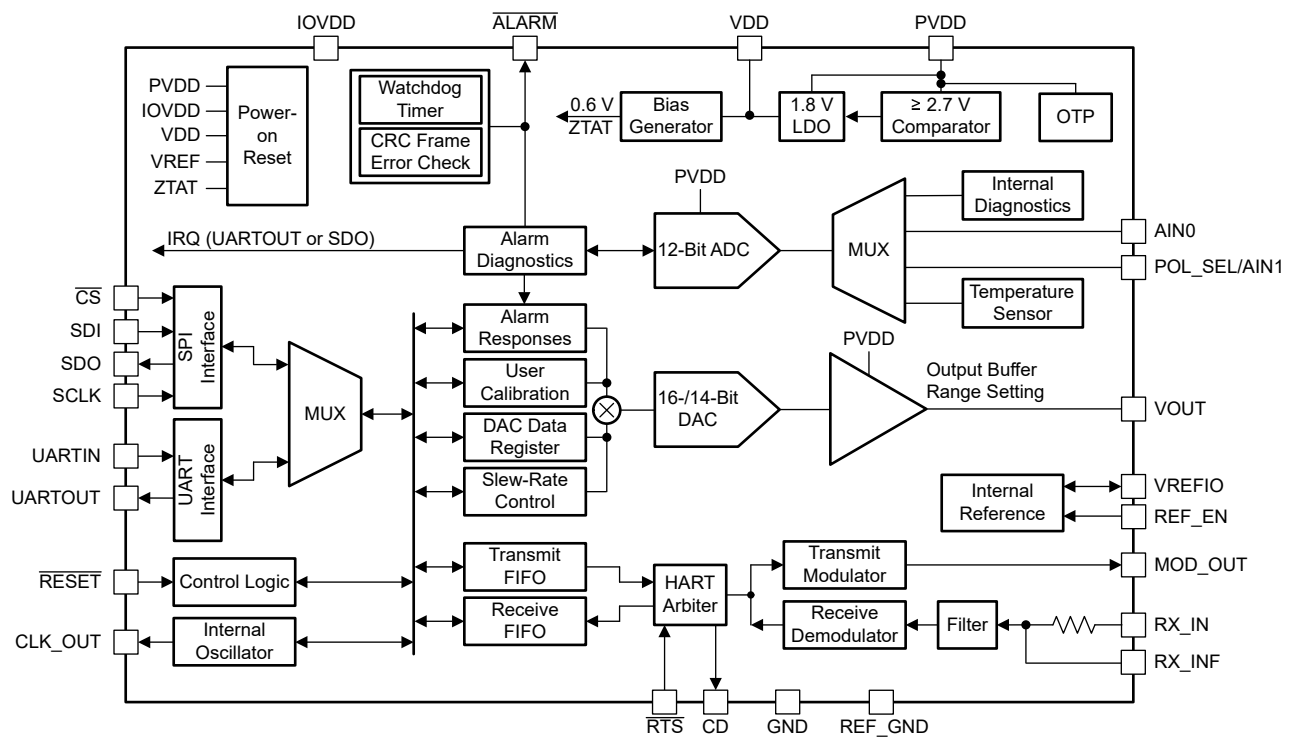 IOVDD
ALARM
VDD
PVDD
PVDD
IOVDD
VDD
VREF
ZTAT
Power-
on
Reset
Watchdog
Timer
CRC Frame
Error Check
0.6 V
ZTAT
Bias
Generator
1.8 V
LDO
≥ 2.7 V
Comparator
OTP
IRQ (UARTOUT or SDO)
Alarm
Diagnostics
PVDD
12-Bit ADC
MUX
Internal
Diagnostics
AIN0
POL_SEL/AIN1
Temperature
Sensor
CS
SDI
SDO
SCLK
SPI
Interface
UARTIN
UARTOUT
UART
Interface
MUX
Alarm
Responses
User
Calibration
DAC Data
Register
Slew-Rate
Control
16-/14-Bit
DAC
PVDD
Output Buffer
Range Setting
VOUT
Internal
Reference
VREFIO
REF_EN
RESET
Control Logic
CLK_OUT
Internal
Oscillator
Transmit
FIFO
Receive
FIFO
HART
Arbiter
Transmit
Modulator
MOD_OUT
Receive
Demodulator
Filter
RX_IN
RX_INF
RTS
CD
GND
REF_GND